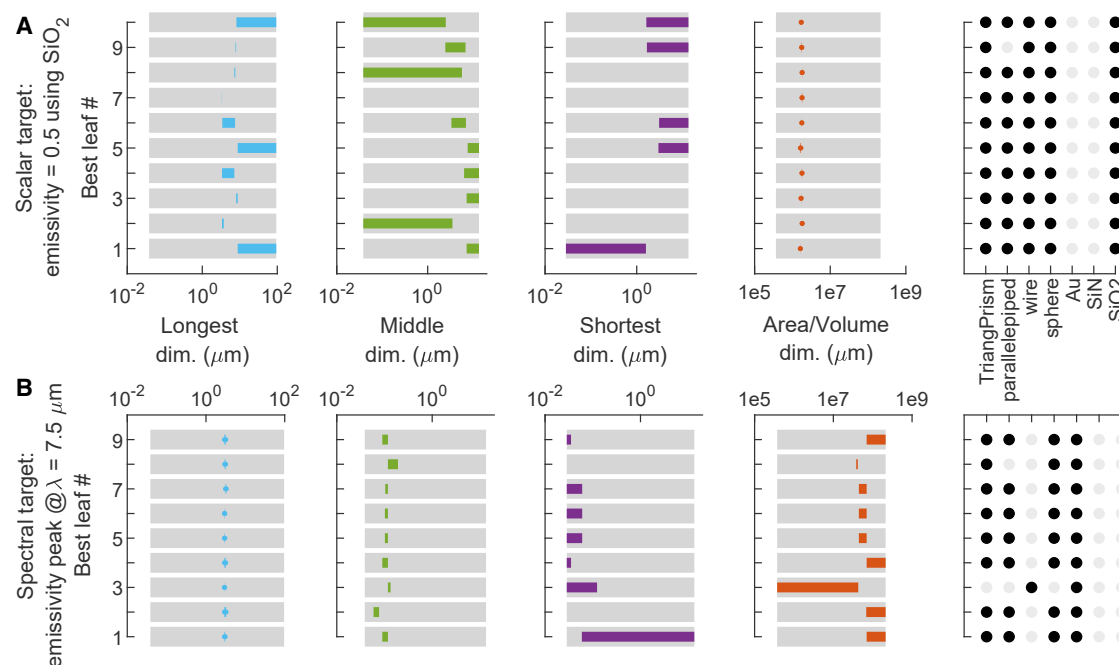 A
Scalar target:
emissivity = 0.5 using SiO2
Best leaf #
9
7
5
3
1
10-2 100 102
10-2 100
10-2 100
1e5 1e7 1e9
Longest
dim. (μm)
Middle
dim. (μm)
Shortest
dim. (μm)
Area/Volume
dim. (μm)
TriangPrism
parallelepiped
wire
sphere
Au
SiN
SiO2
B
10-2 100 102
10-2 100
10-2 100
1e5 1e7 1e9
Spectral target:
emissivity peak @ λ = 7.5 μm
Best leaf #
9
7
5
3
1